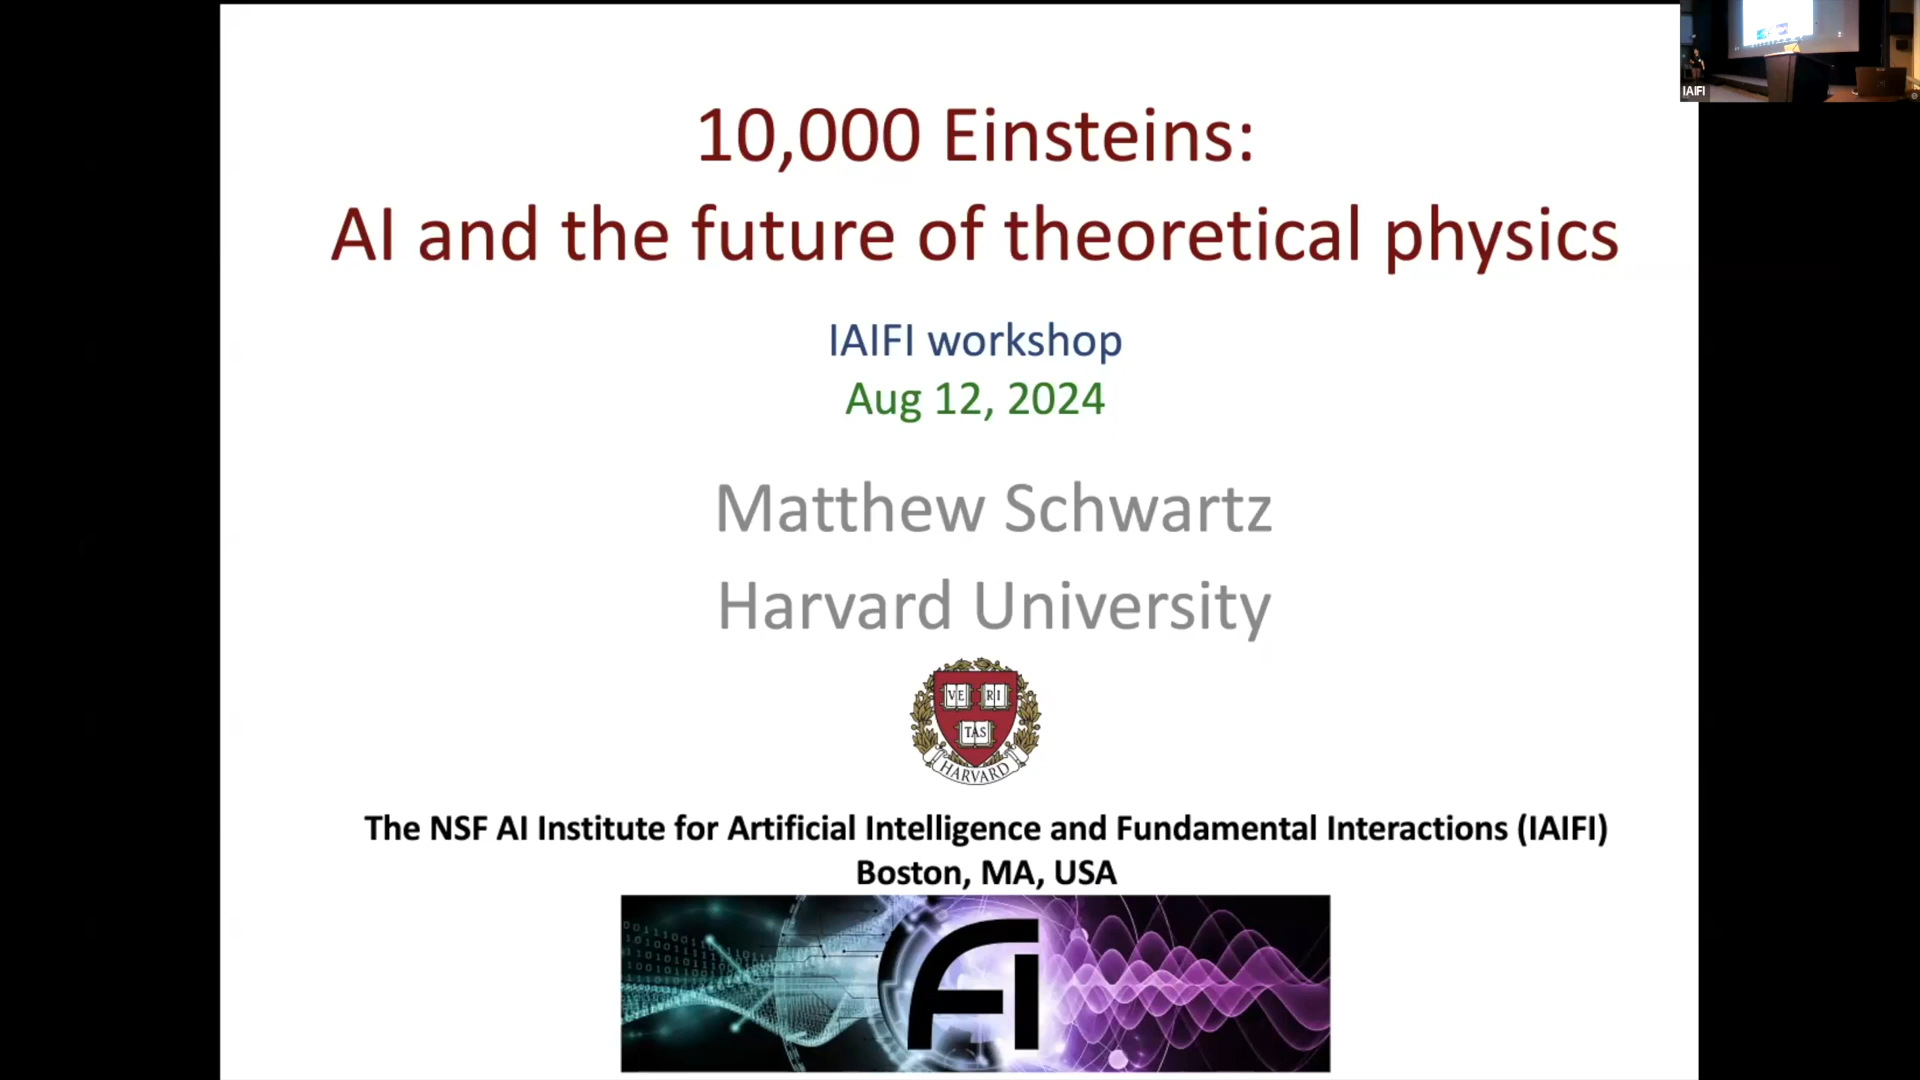 10,000 Einsteins:
AI and the future of theoretical physics
IAIFI workshop
Aug 12, 2024
Matthew Schwartz
Harvard University
VE RI
TAS
HARVARD
The NSF AI Institute for Artificial Intelligence and Fundamental Interactions (IAIFI)
Boston, MA, USA
FI
IAIFI